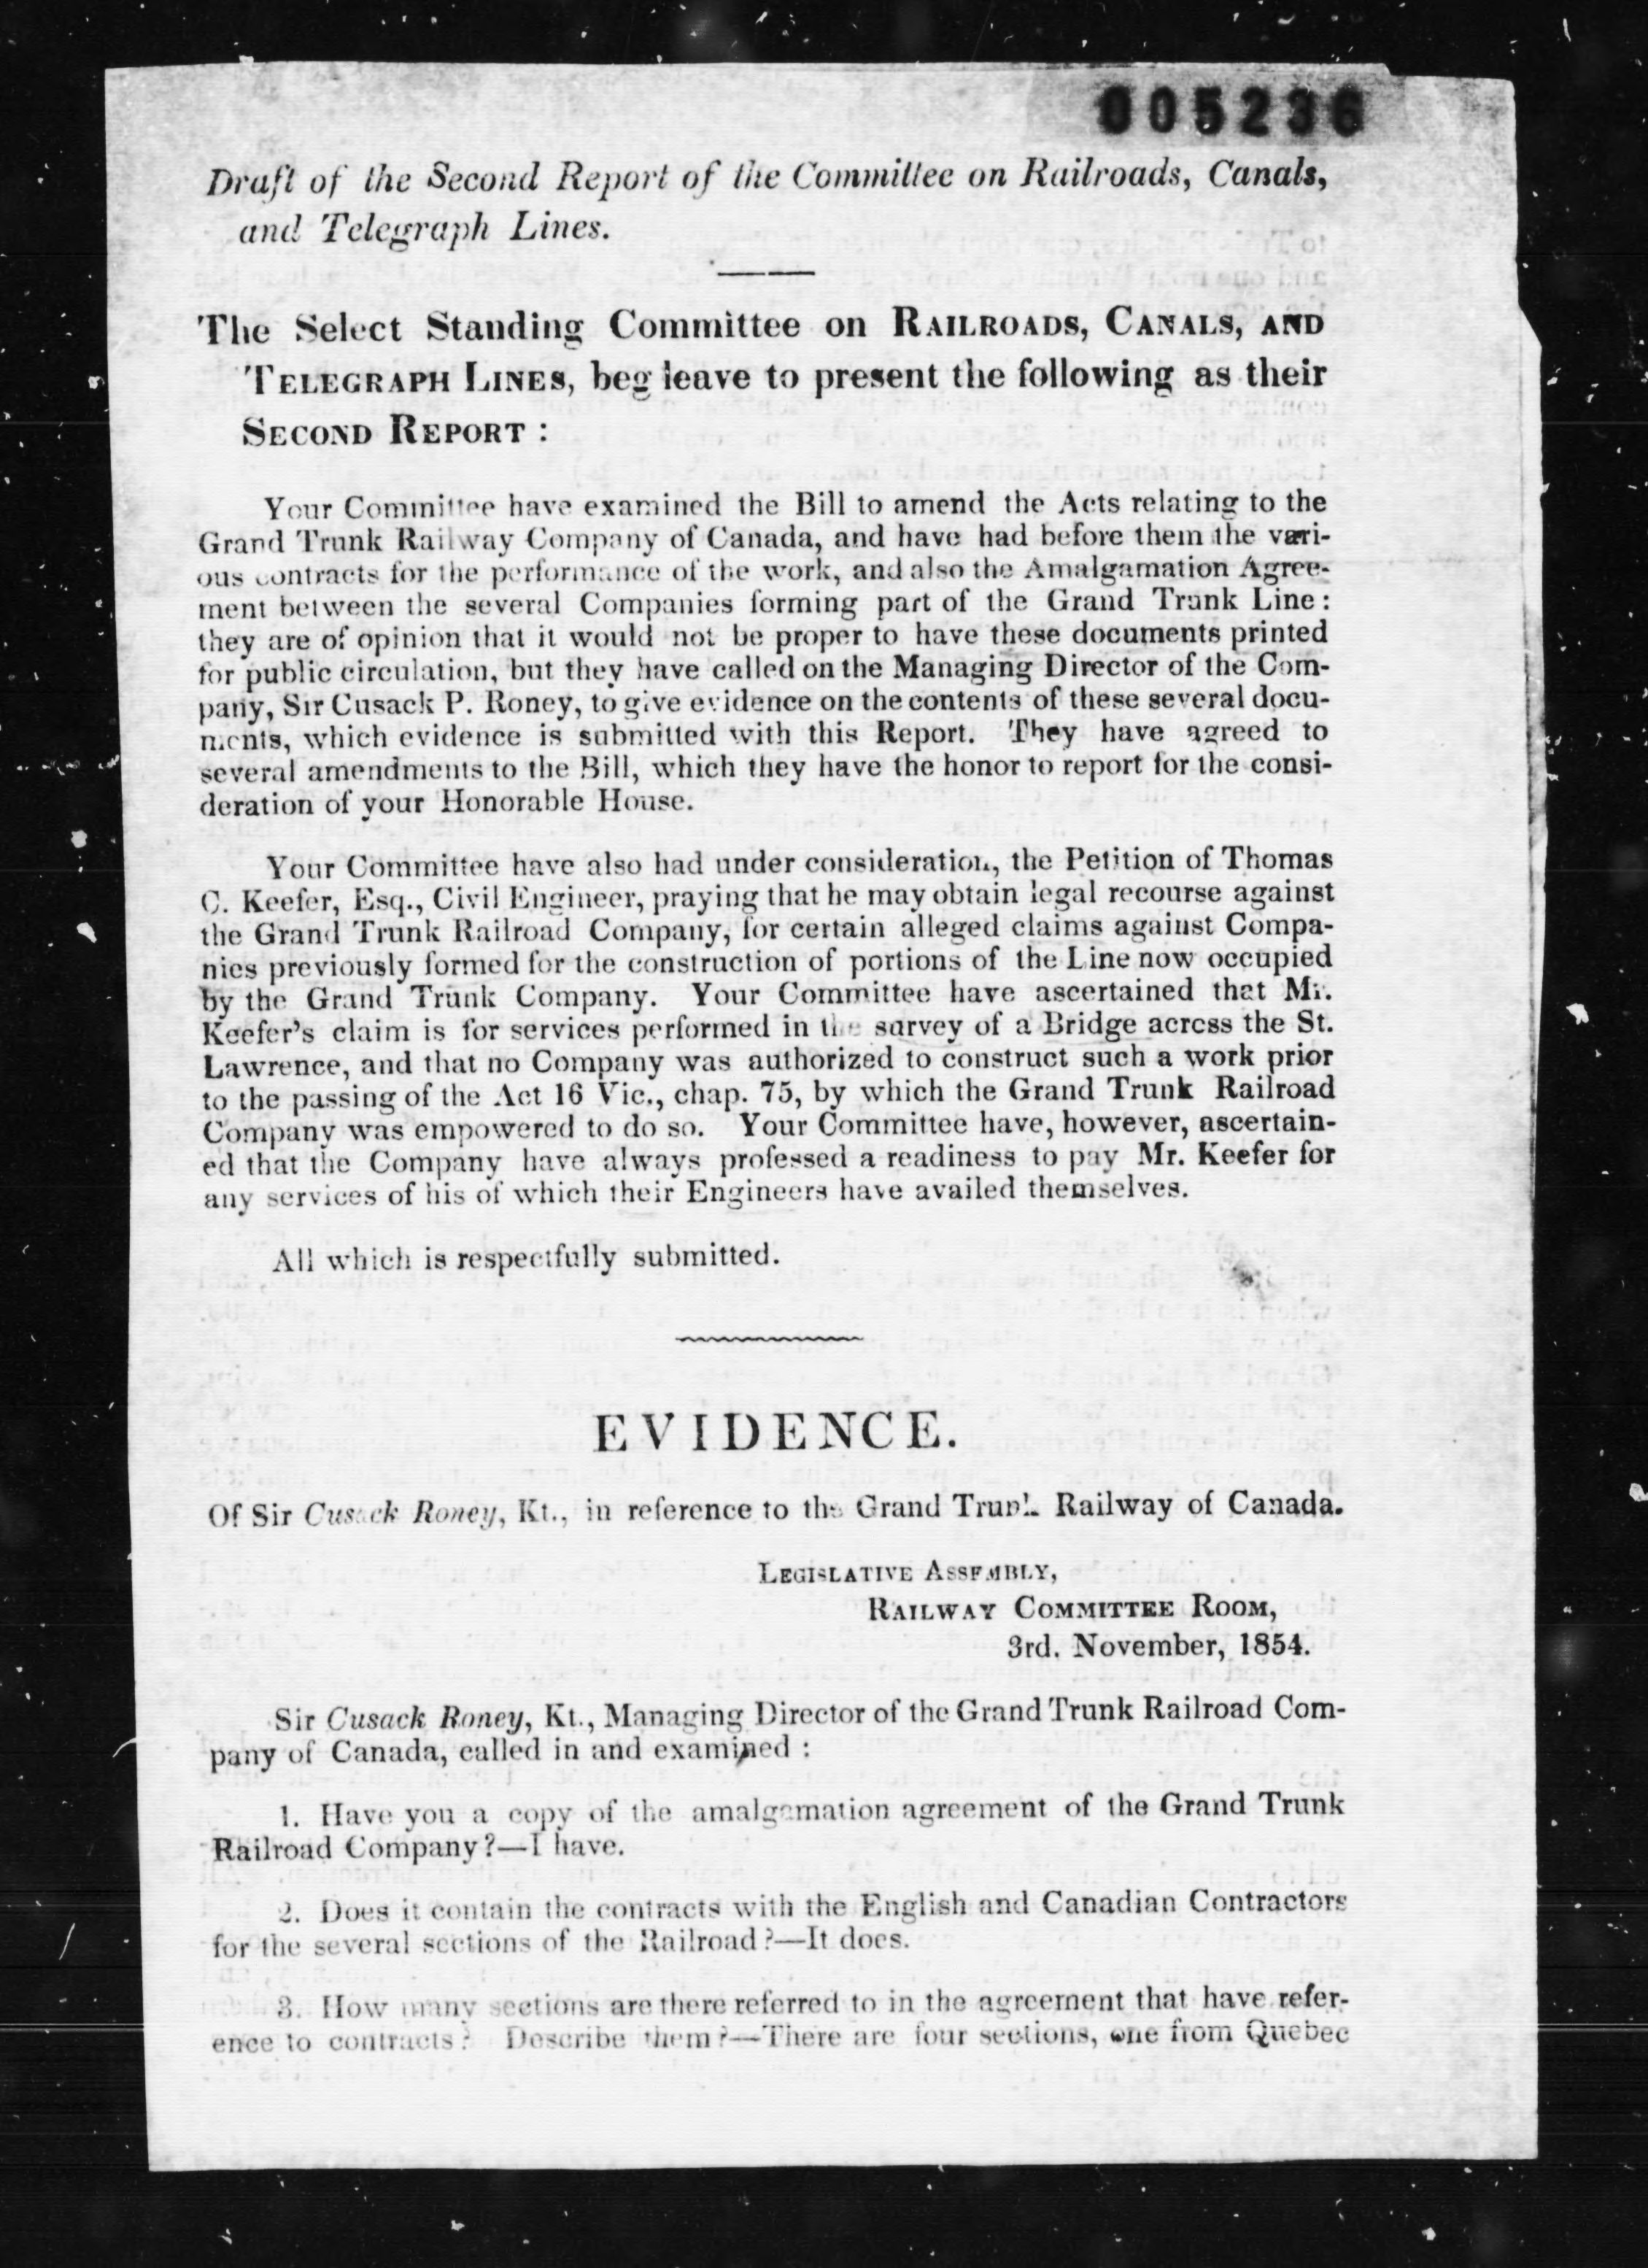 005236
Draft of the Second Report of the Committee on Railroads, Canals,
and Telegraph Lines.
The Select Standing Committee on RAILROADS, CANALS, AND
TELEGRAPH LINES, beg leave to present the following as their
SECOND REPORT :
Your Committee have examined the Bill to amend the Acts relating to the
Grand Trunk Railway Company of Canada, and have had before them the vari-
ous contracts for the performance of the work, and also the Amalgamation Agree-
ment between the several Companies forming part of the Grand Trunk Line :
they are of opinion that it would not be proper to have these documents printed
for public circulation, but they have called on the Managing Director of the Com-
pany, Sir Cusack P. Roney, to give evidence on the contents of these several docu-
ments, which evidence is submitted with this Report. They have agreed to
several amendments to the Bill, which they have the honor to report for the consi-
deration of your Honorable House.
Your Committee have also had under consideration, the Petition of Thomas
C. Keefer, Esq., Civil Engineer, praying that he may obtain legal recourse against
the Grand Trunk Railroad Company, for certain alleged claims against Compa-
nies previously formed for the construction of portions of the Line now occupied
by the Grand Trunk Company. Your Committee have ascertained that Mr.
Keefer's claim is for services performed in the survey of a Bridge across the St.
Lawrence, and that no Company was authorized to construct such a work prior
to the passing of the Act 16 Vic., chap. 75, by which the Grand Trunk Railroad
Company was empowered to do so. Your Committee have, however, ascertain-
ed that the Company have always professed a readiness to pay Mr. Keefer for
any services of his of which their Engineers have availed themselves.
All which is respectfully submitted.
EVIDENCE.
Of Sir Cusack Roney, Kt., in reference to the Grand Trunk Railway of Canada.
LEGISLATIVE ASSEMBLY,
RAILWAY COMMITTEE ROOM,
3rd. November, 1854.
Sir Cusack Roney, Kt., Managing Director of the Grand Trunk Railroad Com-
pany of Canada, called in and examined :
1. Have you a copy of the amalgamation agreement of the Grand Trunk
Railroad Company ?—I have.
2. Does it contain the contracts with the English and Canadian Contractors
for the several sections of the Railroad ?—It does.
3. How many sections are there referred to in the agreement that have refer-
ence to contracts ? Describe them ?—There are four sections, one from Quebec